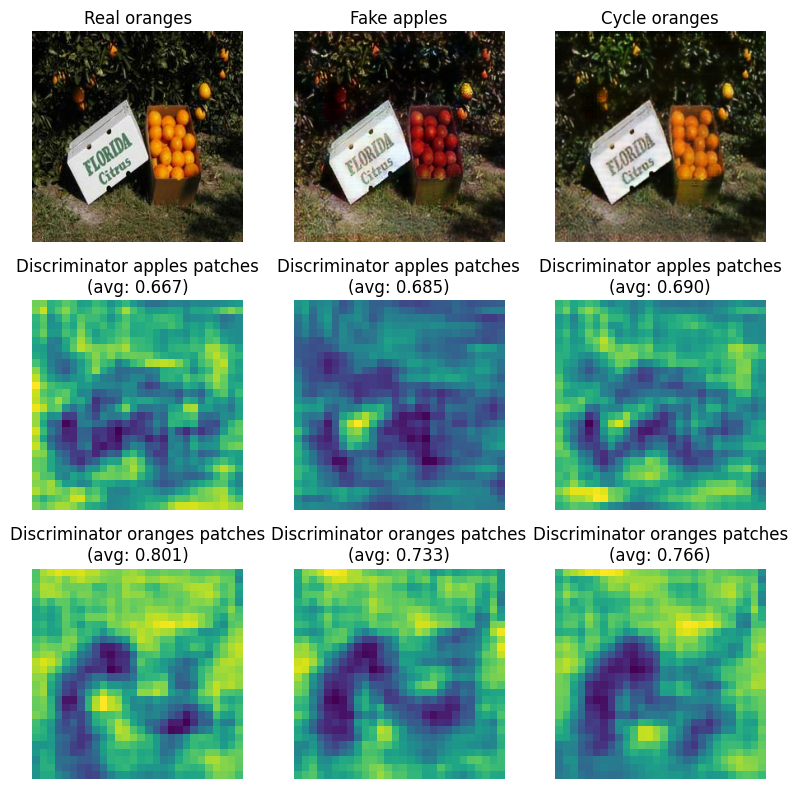 Real oranges
Fake apples
Cycle oranges
FLORIDA
Citrus
FLORIDA
Citrus
FLORIDA
Citrus
Discriminator apples patches
(avg: 0.667)
Discriminator apples patches
(avg: 0.685)
Discriminator apples patches
(avg: 0.690)
Discriminator oranges patches
(avg: 0.801)
Discriminator oranges patches
(avg: 0.733)
Discriminator oranges patches
(avg: 0.766)